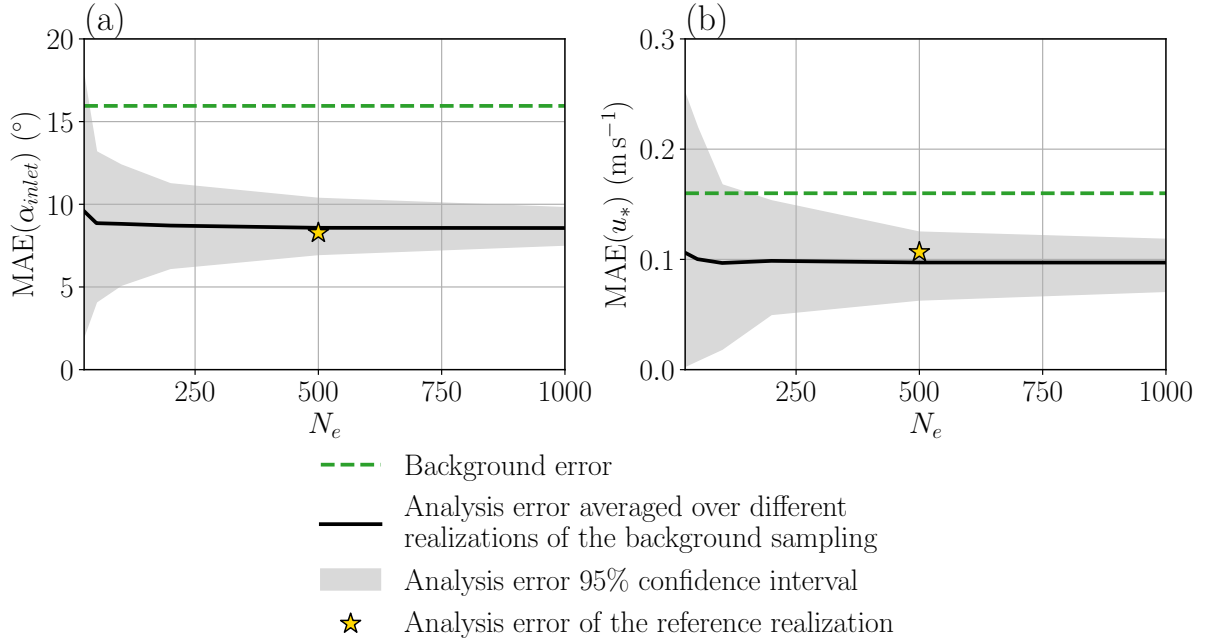 (a)
20
15
10
5
0
MAE(α_inlet) (°)
250 500 750 1000
N_e
(b)
0.3
0.2
0.1
0.0
MAE(u_*) (m s⁻¹)
250 500 750 1000
N_e
Background error
Analysis error averaged over different
realizations of the background sampling
Analysis error 95% confidence interval
Analysis error of the reference realization